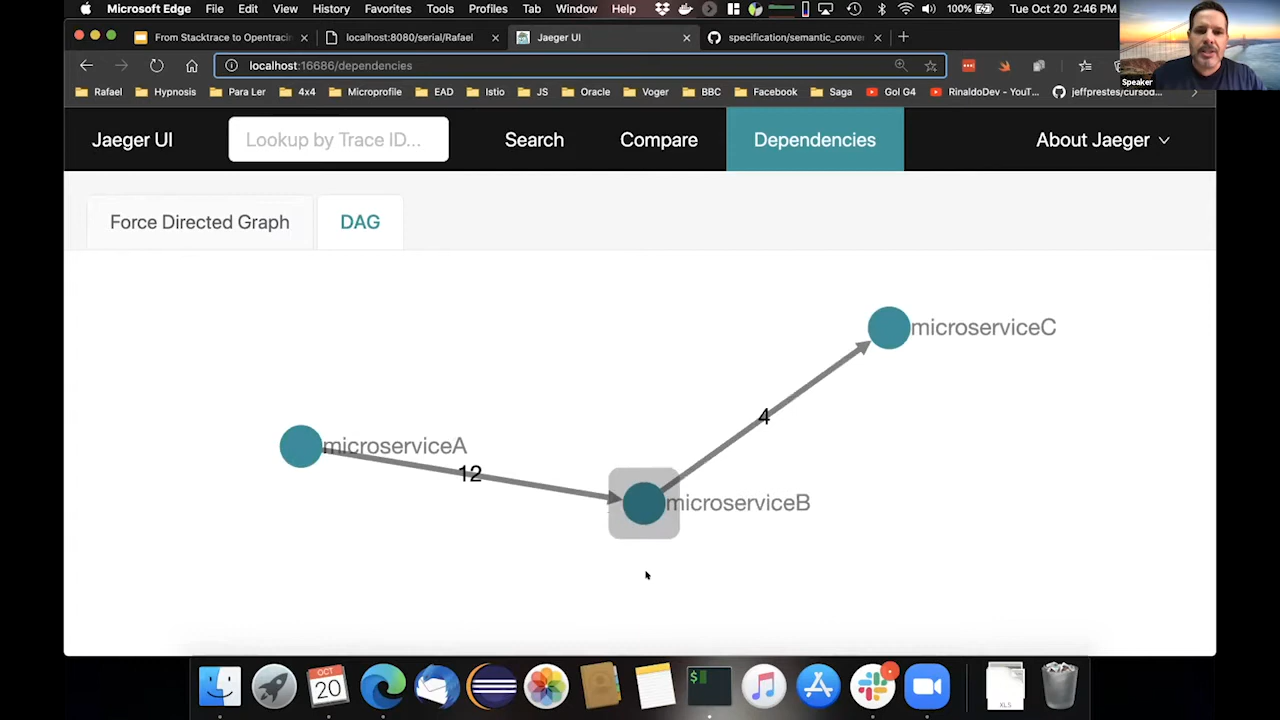 Microsoft Edge File Edit View History Favorites Tools Profiles Tab Window Help 100% Tue Oct 20 2:46 PM
From Stacktrace to Opentracin localhost:8080/serial/Rafael Jaeger UI specification/semantic_conve
localhost:16686/dependencies
Rafael Hypnosis Para Ler 4x4 Microprofile EAD Istio JS Oracle Voger BBC Facebook Saga Gol G4 RinaldoDev - YouT... jeffprestes/cursod...
Speaker
Jaeger UI Lookup by Trace ID... Search Compare Dependencies About Jaeger
Force Directed Graph DAG
microserviceC
4
microserviceA
12
microserviceB
OCT
20
$
XLS